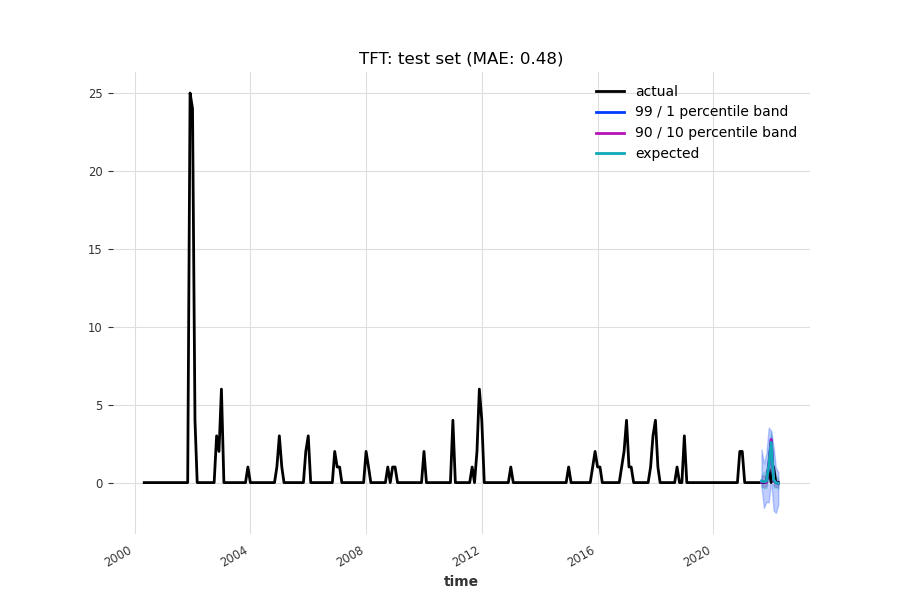 TFT: test set (MAE: 0.48)
actual
99 / 1 percentile band
90 / 10 percentile band
expected
25
20
15
10
5
0
2000
2004
2008
2012
2016
2020
time